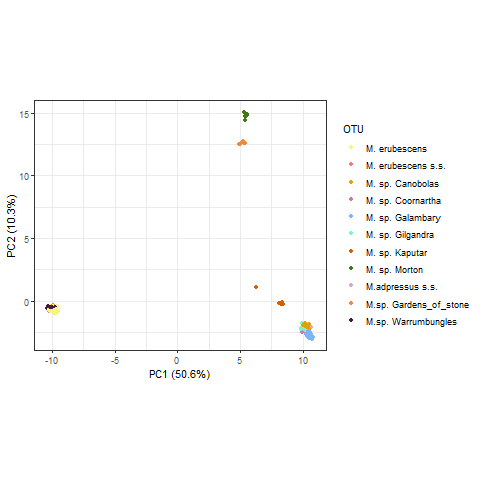 OTU
M. erubescens
M. erubescens s.s.
M. sp. Canobolas
M. sp. Coornartha
M. sp. Galambary
M. sp. Gilgandra
M. sp. Kaputar
M. sp. Morton
M.adpressus s.s.
M.sp. Gardens_of_stone
M.sp. Warrumbungles
PC2 (10.3%)
15
10
5
0
-10
-5
0
5
10
PC1 (50.6%)